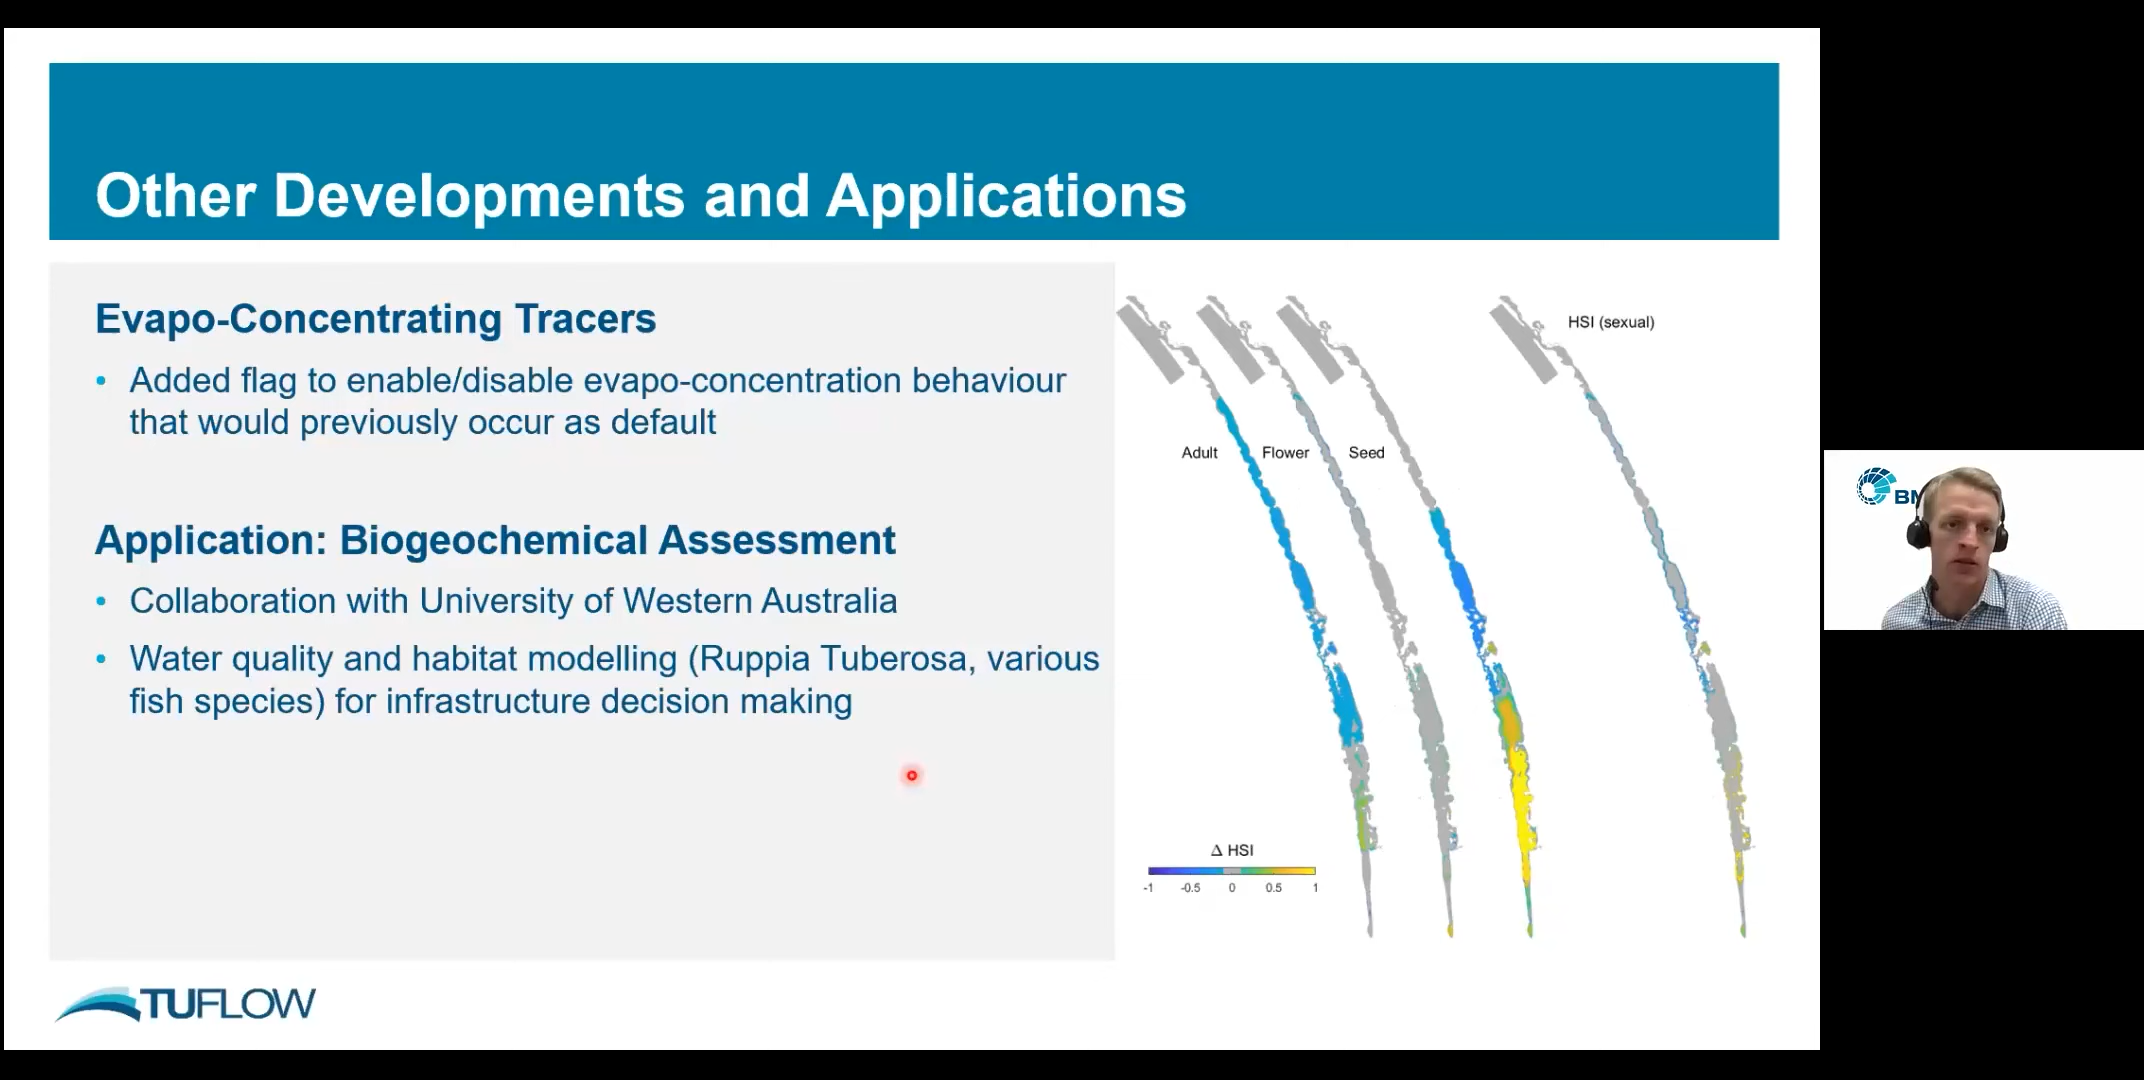 Other Developments and Applications
Evapo-Concentrating Tracers
• Added flag to enable/disable evapo-concentration behaviour
that would previously occur as default
Application: Biogeochemical Assessment
• Collaboration with University of Western Australia
• Water quality and habitat modelling (Ruppia Tuberosa, various
fish species) for infrastructure decision making
HSI (sexual)
Adult Flower Seed
Δ HSI
-1 -0.5 0 0.5 1
TUFLOW